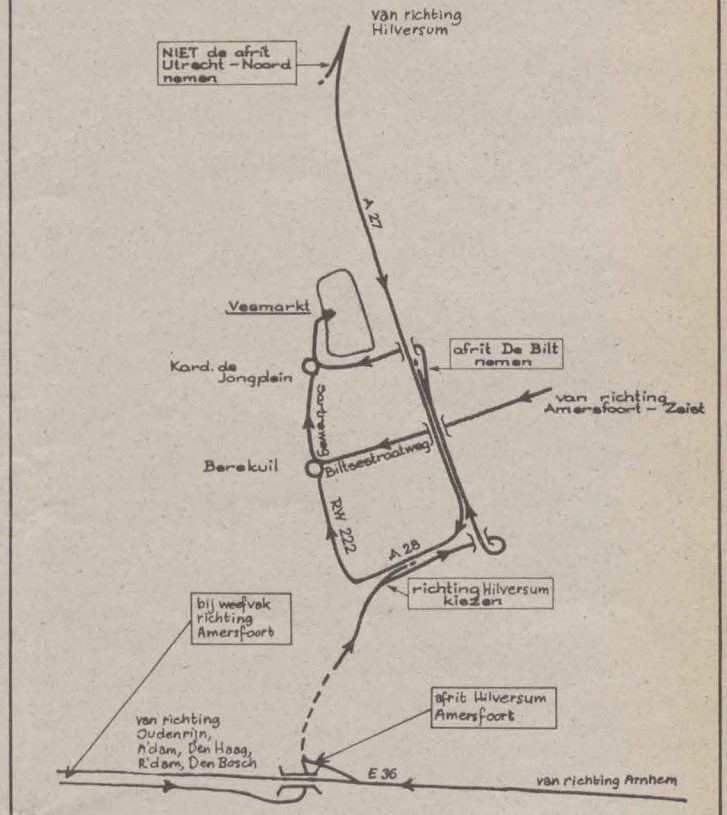 van richting
Hilversum
NIET de afrit
Utrecht - Noord
nemen
A 27
Veemarkt
afrit De Bilt
nemen
Kard. de
Jongplein
van richting
Amersfoort - Zeist
Sartreweg
Biltsestraatweg
Berekuil
RW 222
A 28
richting Hilversum
kiezen
bij weefvak
richting
Amersfoort
afrit Hilversum
Amersfoort
van richting
Oudenrijn,
A'dam, Den Haag,
R'dam, Den Bosch
E 36
van richting Arnhem